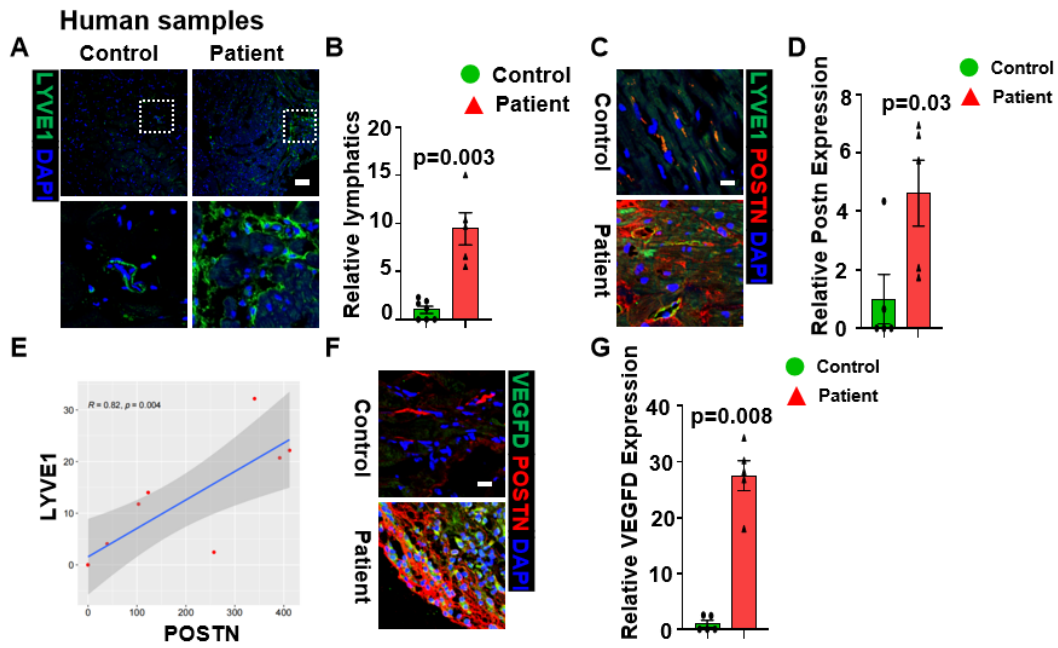 Human samples
A
Control
Patient
LYVE1 DAPI
B
Control
Patient
Relative lymphatics
20
15
10
5
0
p=0.003
C
Control
Patient
LYVE1 POSTN DAPI
D
Control
Patient
Relative Postn Expression
8
6
4
2
0
p=0.03
E
R = 0.82, p = 0.004
LYVE1
30
20
10
0
0 100 200 300 400
POSTN
F
Control
Patient
VEGFD POSTN DAPI
G
Control
Patient
Relative VEGFD Expression
40
30
20
10
0
p=0.008